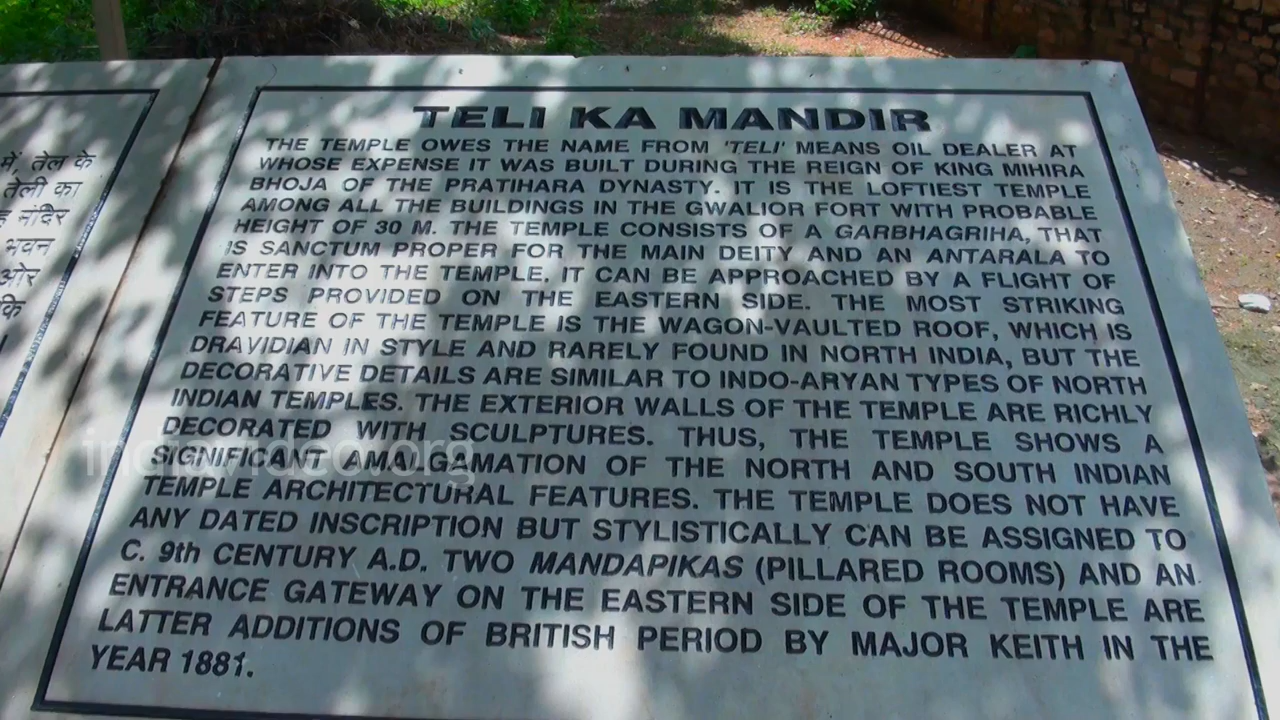 में, तेल के
तेली का
मंदिर
भवन
ओर
TELI KA MANDIR
THE TEMPLE OWES THE NAME FROM 'TELI' MEANS OIL DEALER AT
WHOSE EXPENSE IT WAS BUILT DURING THE REIGN OF KING MIHIRA
BHOJA OF THE PRATIHARA DYNASTY. IT IS THE LOFTIEST TEMPLE
AMONG ALL THE BUILDINGS IN THE GWALIOR FORT WITH PROBABLE
HEIGHT OF 30 M. THE TEMPLE CONSISTS OF A GARBHAGRIHA, THAT
IS SANCTUM PROPER FOR THE MAIN DEITY AND AN ANTARALA TO
ENTER INTO THE TEMPLE, IT CAN BE APPROACHED BY A FLIGHT OF
STEPS PROVIDED ON THE EASTERN SIDE. THE MOST STRIKING
FEATURE OF THE TEMPLE IS THE WAGON-VAULTED ROOF, WHICH IS
DRAVIDIAN IN STYLE AND RARELY FOUND IN NORTH INDIA, BUT THE
DECORATIVE DETAILS ARE SIMILAR TO INDO-ARYAN TYPES OF NORTH
INDIAN TEMPLES. THE EXTERIOR WALLS OF THE TEMPLE ARE RICHLY
DECORATED WITH SCULPTURES. THUS, THE TEMPLE SHOWS A
SIGNIFICANT AMALGAMATION OF THE NORTH AND SOUTH INDIAN
TEMPLE ARCHITECTURAL FEATURES. THE TEMPLE DOES NOT HAVE
ANY DATED INSCRIPTION BUT STYLISTICALLY CAN BE ASSIGNED TO
C. 9th CENTURY A.D. TWO MANDAPIKAS (PILLARED ROOMS) AND AN
ENTRANCE GATEWAY ON THE EASTERN SIDE OF THE TEMPLE ARE
LATTER ADDITIONS OF BRITISH PERIOD BY MAJOR KEITH IN THE
YEAR 1881.
indiavideo.org